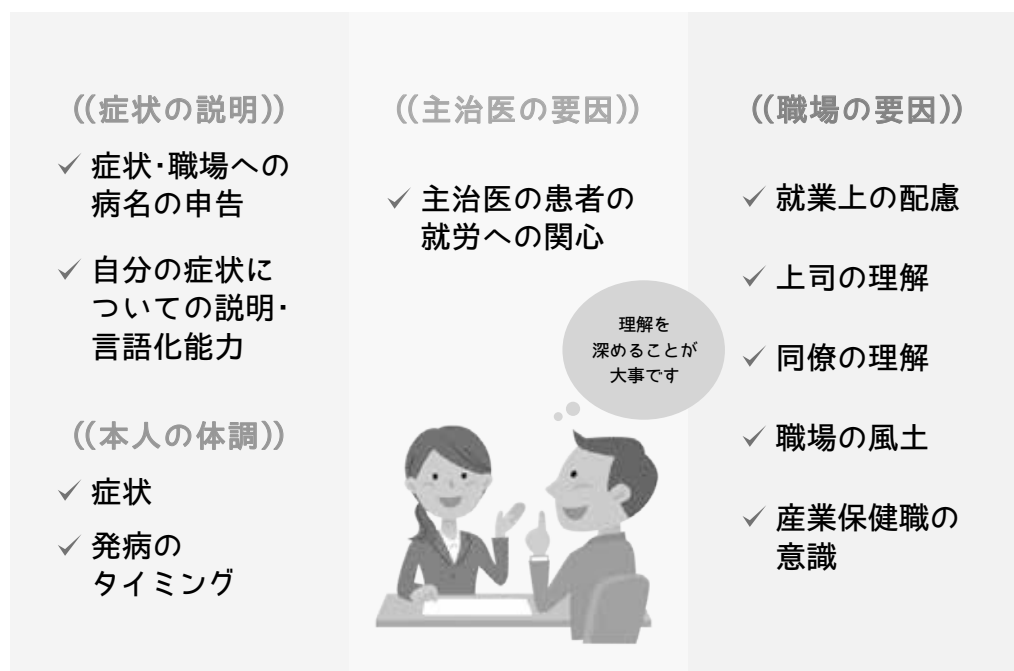 ((症状の説明))
症状・職場への
病名の申告
自分の症状に
ついての説明・
言語化能力
((本人の体調))
症状
発病の
タイミング
((主治医の要因))
主治医の患者の
就労への関心
理解を
深めることが
大事です
((職場の要因))
就業上の配慮
上司の理解
同僚の理解
職場の風土
産業保健職の
意識